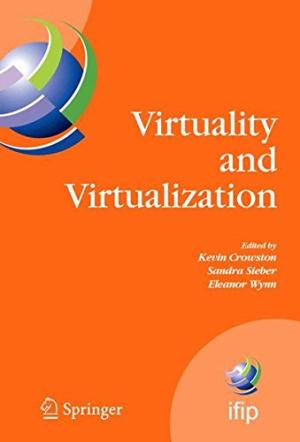 Virtuality
and
Virtualization
Edited by
Kevin Crowston
Sandra Sieber
Eleanor Wynn
Springer
ifip